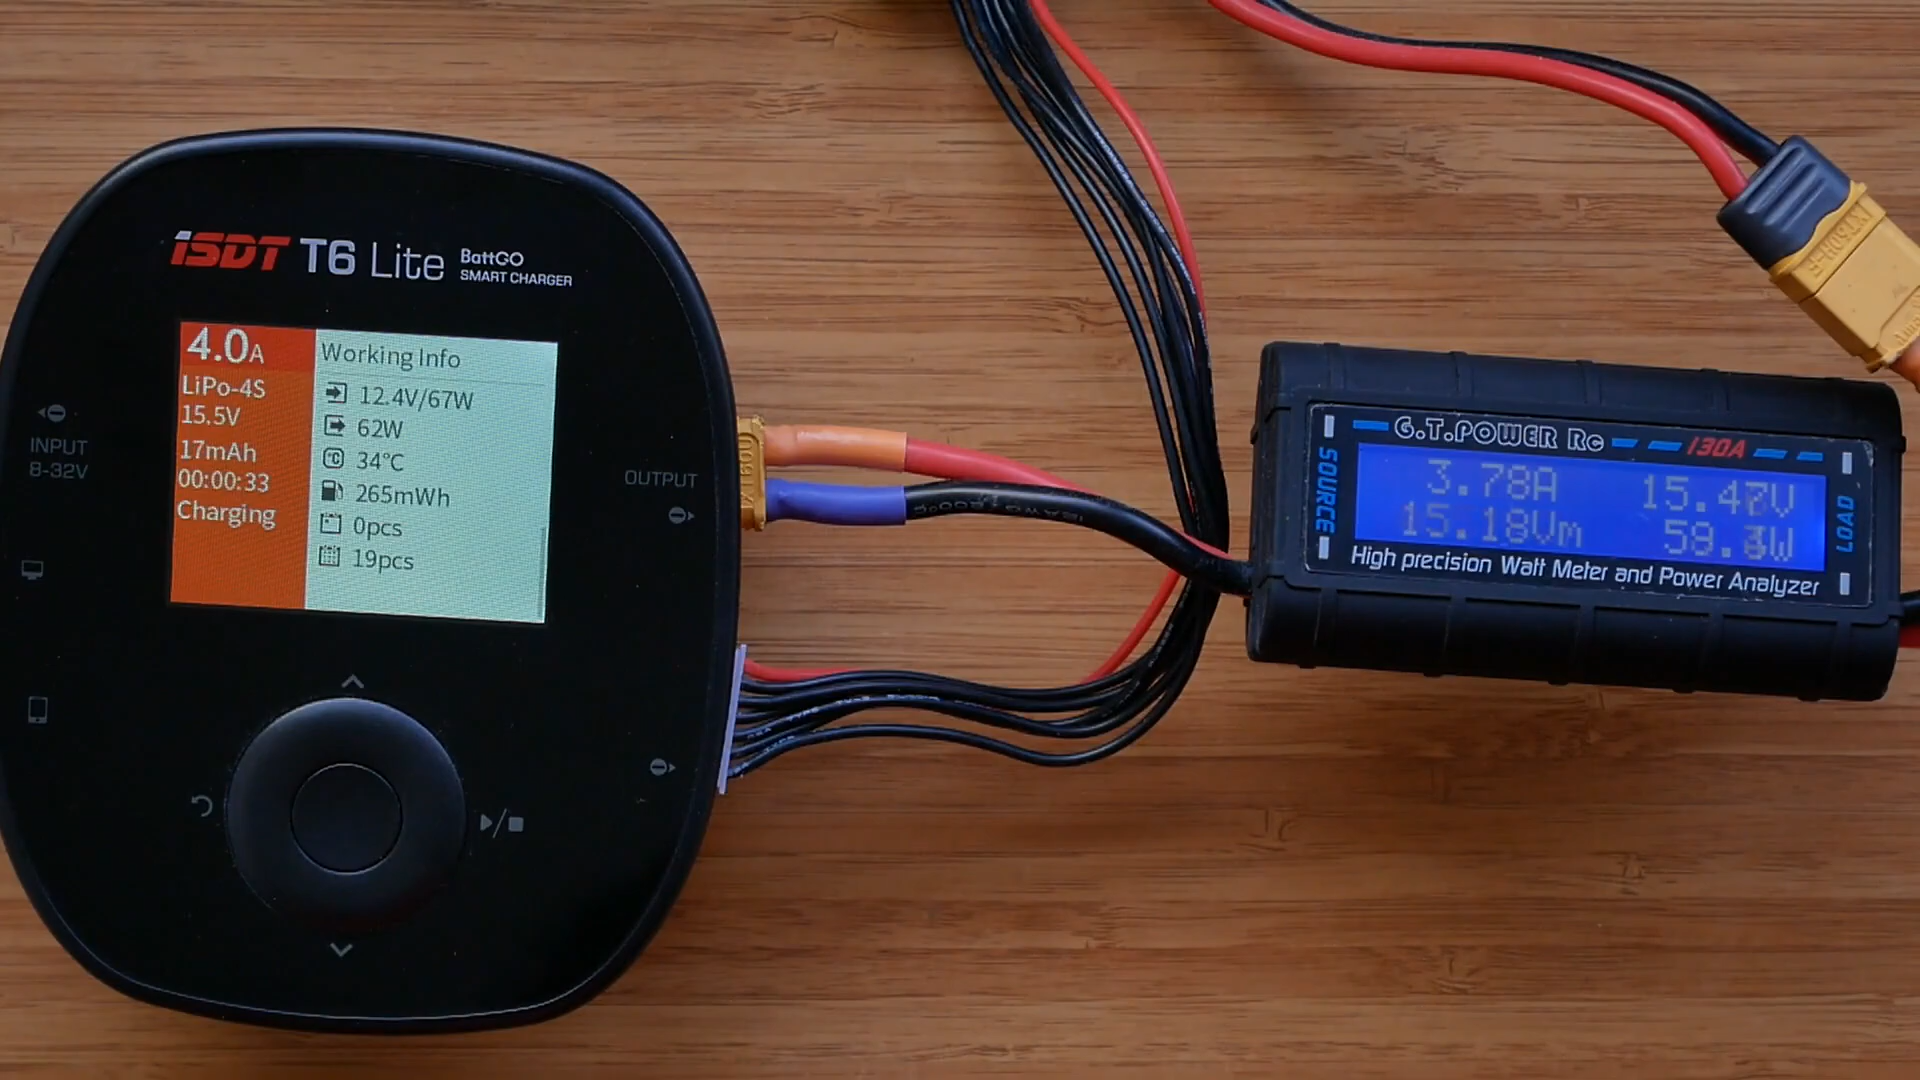 iSDT T6 Lite BattGO
SMART CHARGER
4.0A
LiPo-4S
15.5V
17mAh
00:00:33
Charging
Working Info
12.4V/67W
62W
34°C
265mWh
0pcs
19pcs
INPUT
8-32V
OUTPUT
XT60H-F
G.T.POWER RC 130A
SOURCE
3.78A 15.47V
15.18Vm
LOAD
High precision Watt Meter and Power Analyzer